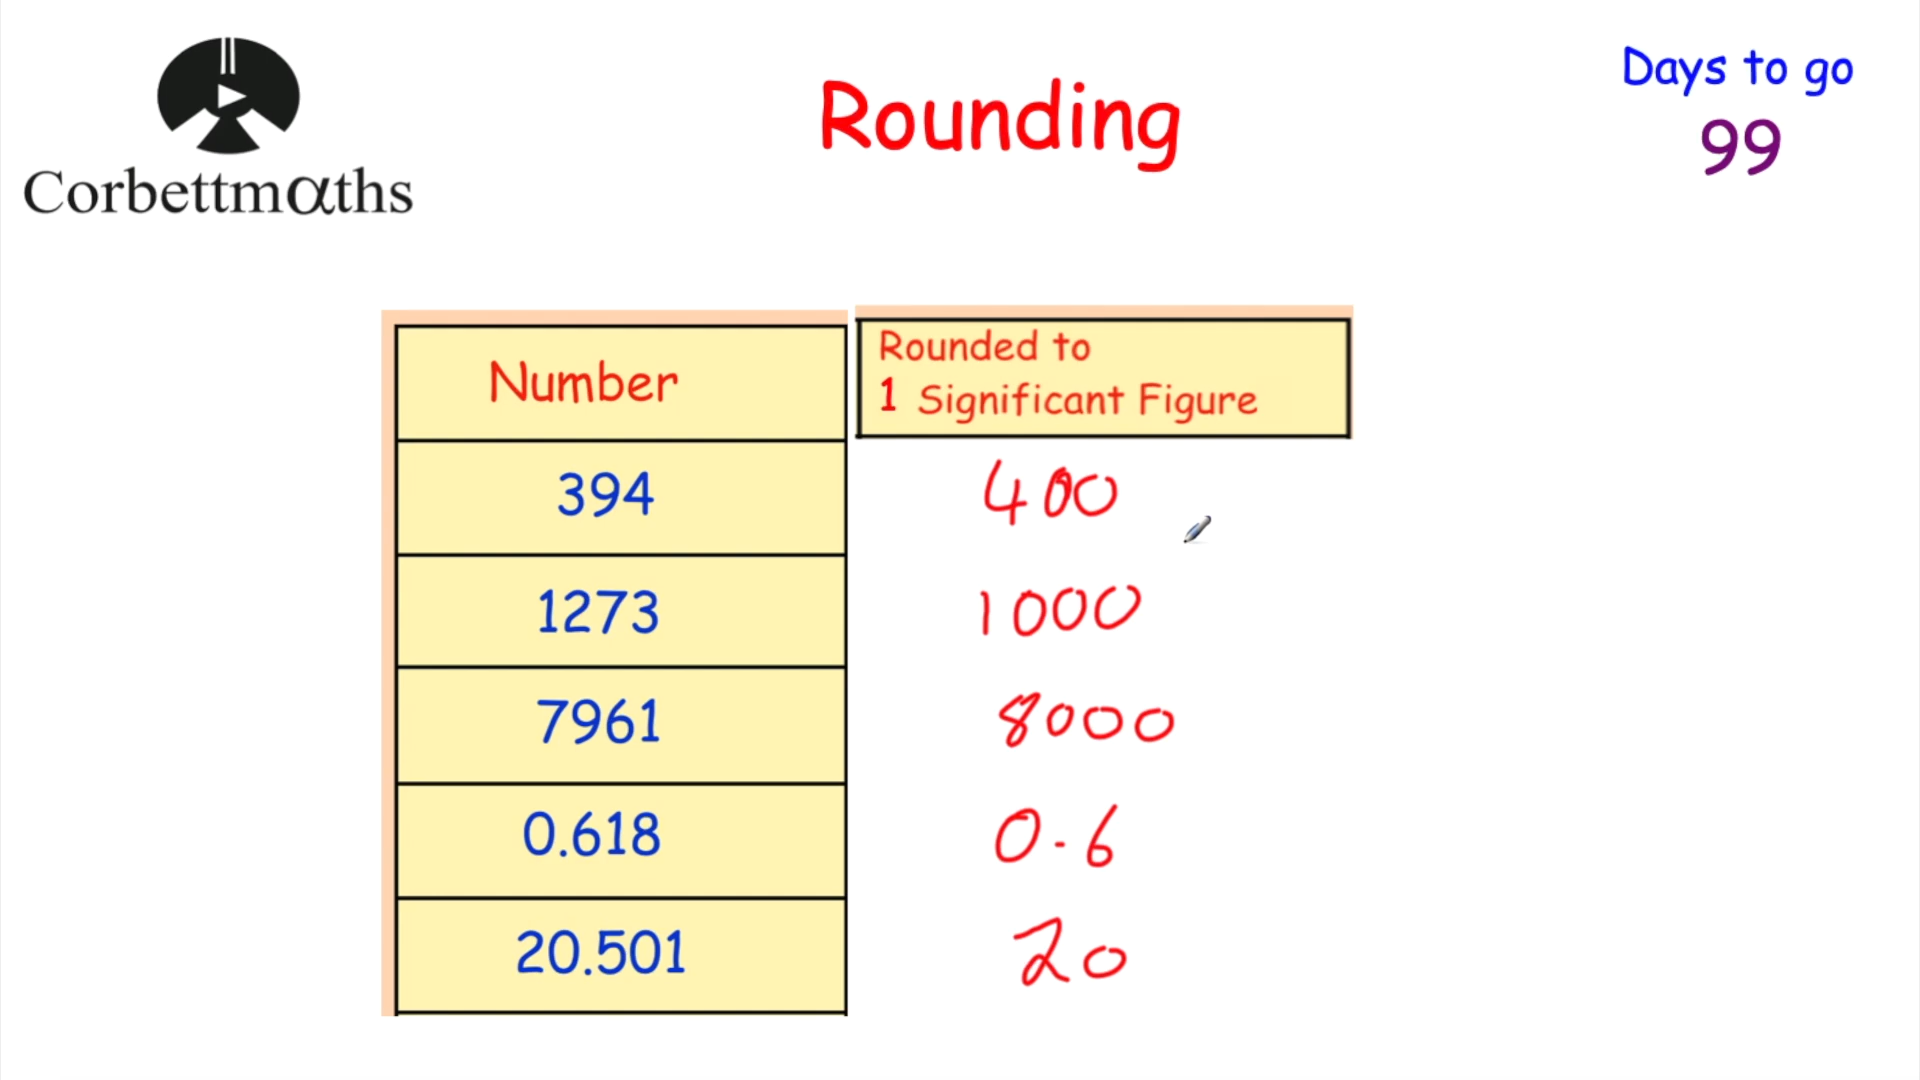 Corbettmαths
Rounding
Days to go
99
Number
Rounded to
1 Significant Figure
394
400
1273
1000
7961
8000
0.618
0.6
20.501
20